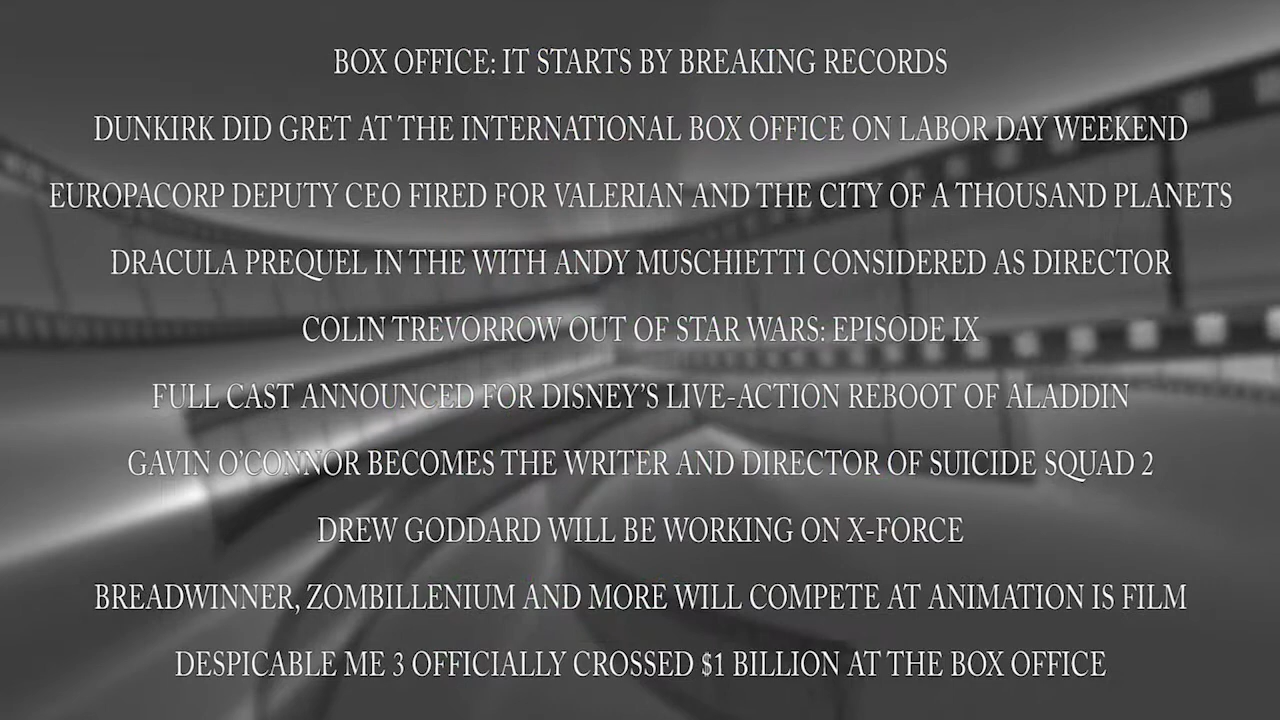 BOX OFFICE: IT STARTS BY BREAKING RECORDS
DUNKIRK DID GRET AT THE INTERNATIONAL BOX OFFICE ON LABOR DAY WEEKEND
EUROPACORP DEPUTY CEO FIRED FOR VALERIAN AND THE CITY OF A THOUSAND PLANETS
DRACULA PREQUEL IN THE WITH ANDY MUSCHIETTI CONSIDERED AS DIRECTOR
COLIN TREVORROW OUT OF STAR WARS: EPISODE IX
FULL CAST ANNOUNCED FOR DISNEY’S LIVE-ACTION REBOOT OF ALADDIN
GAVIN O’CONNOR BECOMES THE WRITER AND DIRECTOR OF SUICIDE SQUAD 2
DREW GODDARD WILL BE WORKING ON X-FORCE
BREADWINNER, ZOMBILLENIUM AND MORE WILL COMPETE AT ANIMATION IS FILM
DESPICABLE ME 3 OFFICIALLY CROSSED $1 BILLION AT THE BOX OFFICE